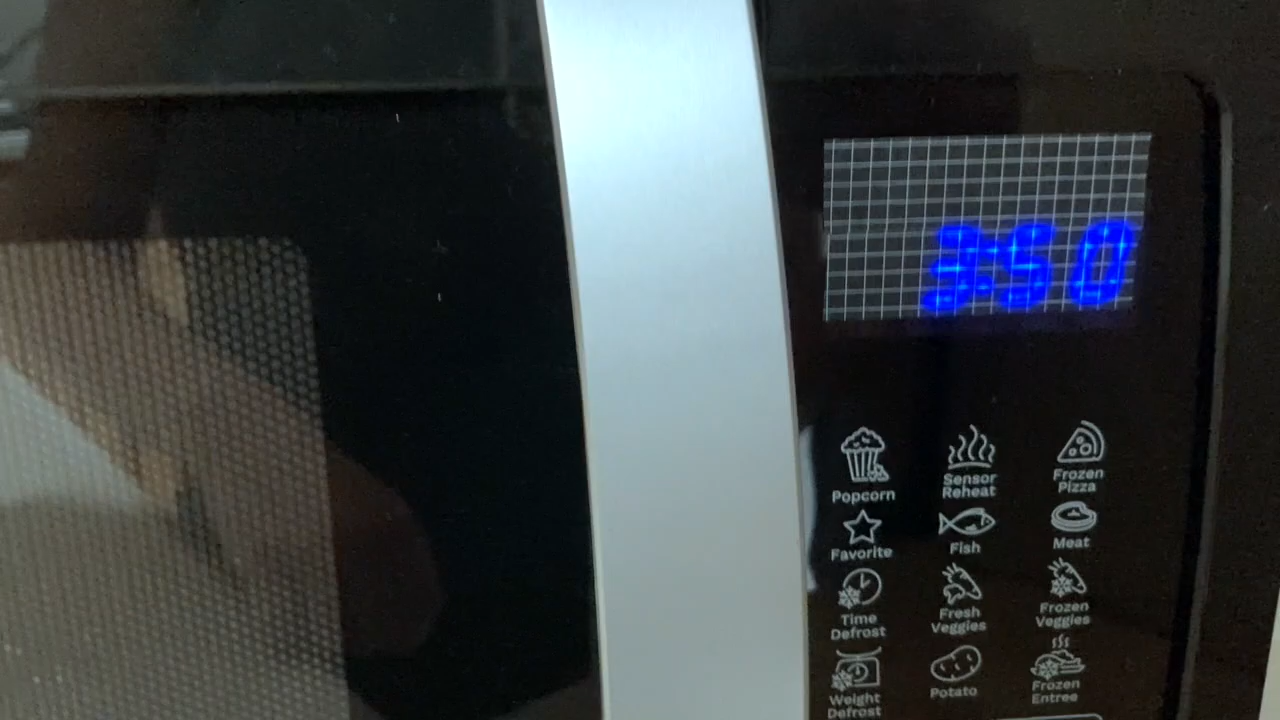 3:50
Popcorn
Sensor
Reheat
Frozen
Pizza
Favorite
Fish
Meat
Time
Defrost
Fresh
Veggies
Frozen
Veggies
Weight
Defrost
Potato
Frozen
Entree